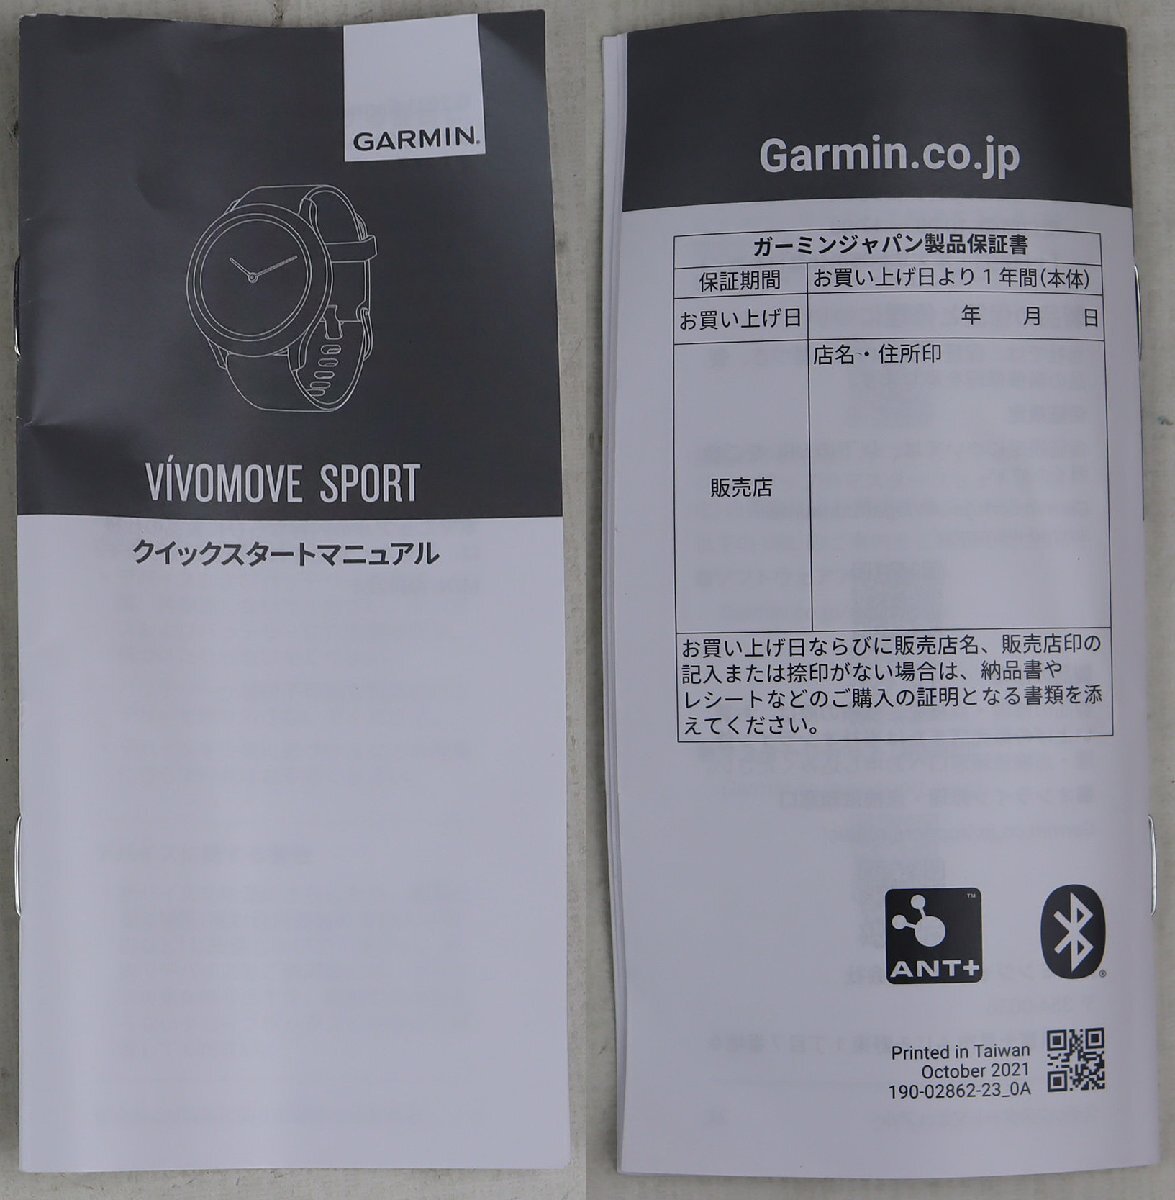 GARMIN
VÍVOMOVE SPORT
クイックスタートマニュアル
Garmin.co.jp
ガーミンジャパン製品保証書
保証期間 お買い上げ日より1年間(本体)
お買い上げ日 年 月 日
店名・住所印
販売店
お買い上げ日ならびに販売店名、販売店印の
記入または捺印がない場合は、納品書や
レシートなどのご購入の証明となる書類を添
えてください。
ANT+
Printed in Taiwan
October 2021
190-02862-23_0A